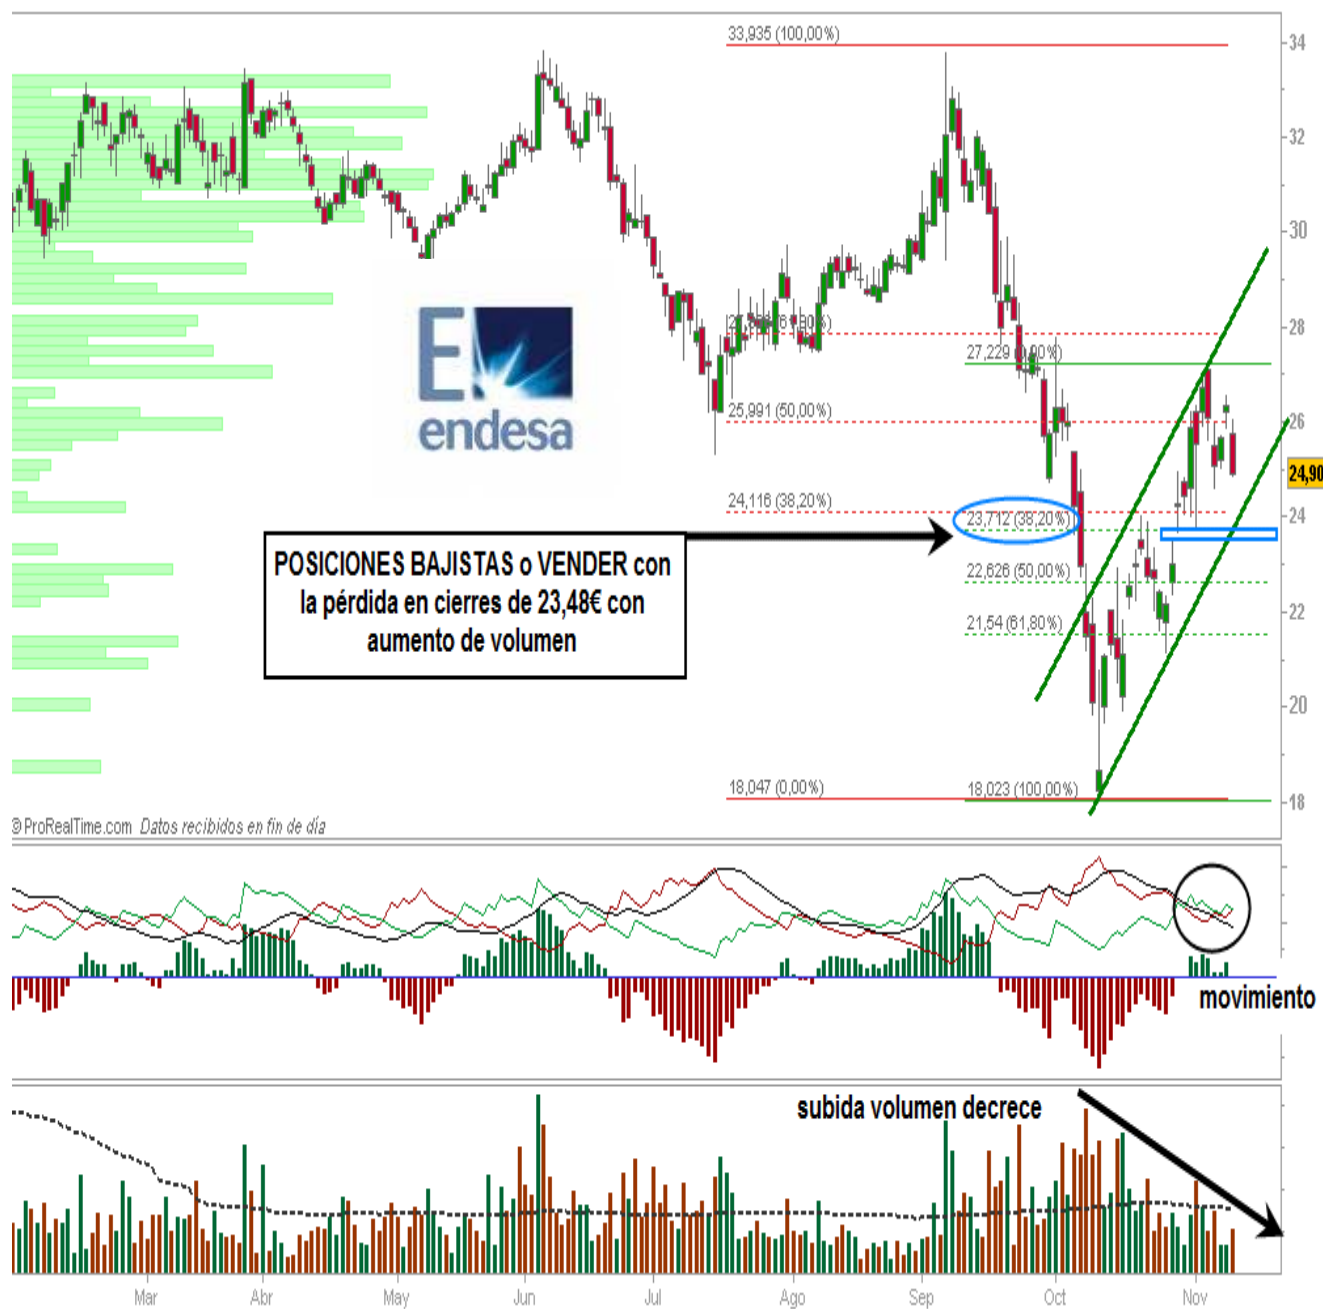 33,935 (100,00%)
34
32
30
28
27,229 (0,00%)
E
endesa
25,991 (50,00%)
26
24,90
24,116 (38,20%)
23,712 (38,20%)
24
POSICIONES BAJISTAS o VENDER con
la pérdida en cierres de 23,48€ con
aumento de volumen
22,626 (50,00%)
22
21,54 (61,80%)
20
18,047 (0,00%)
18,023 (100,00%)
18
© ProRealTime.com Datos recibidos en fin de día
movimiento
subida volumen decrece
Mar Abr May Jun Jul Ago Sep Oct Nov